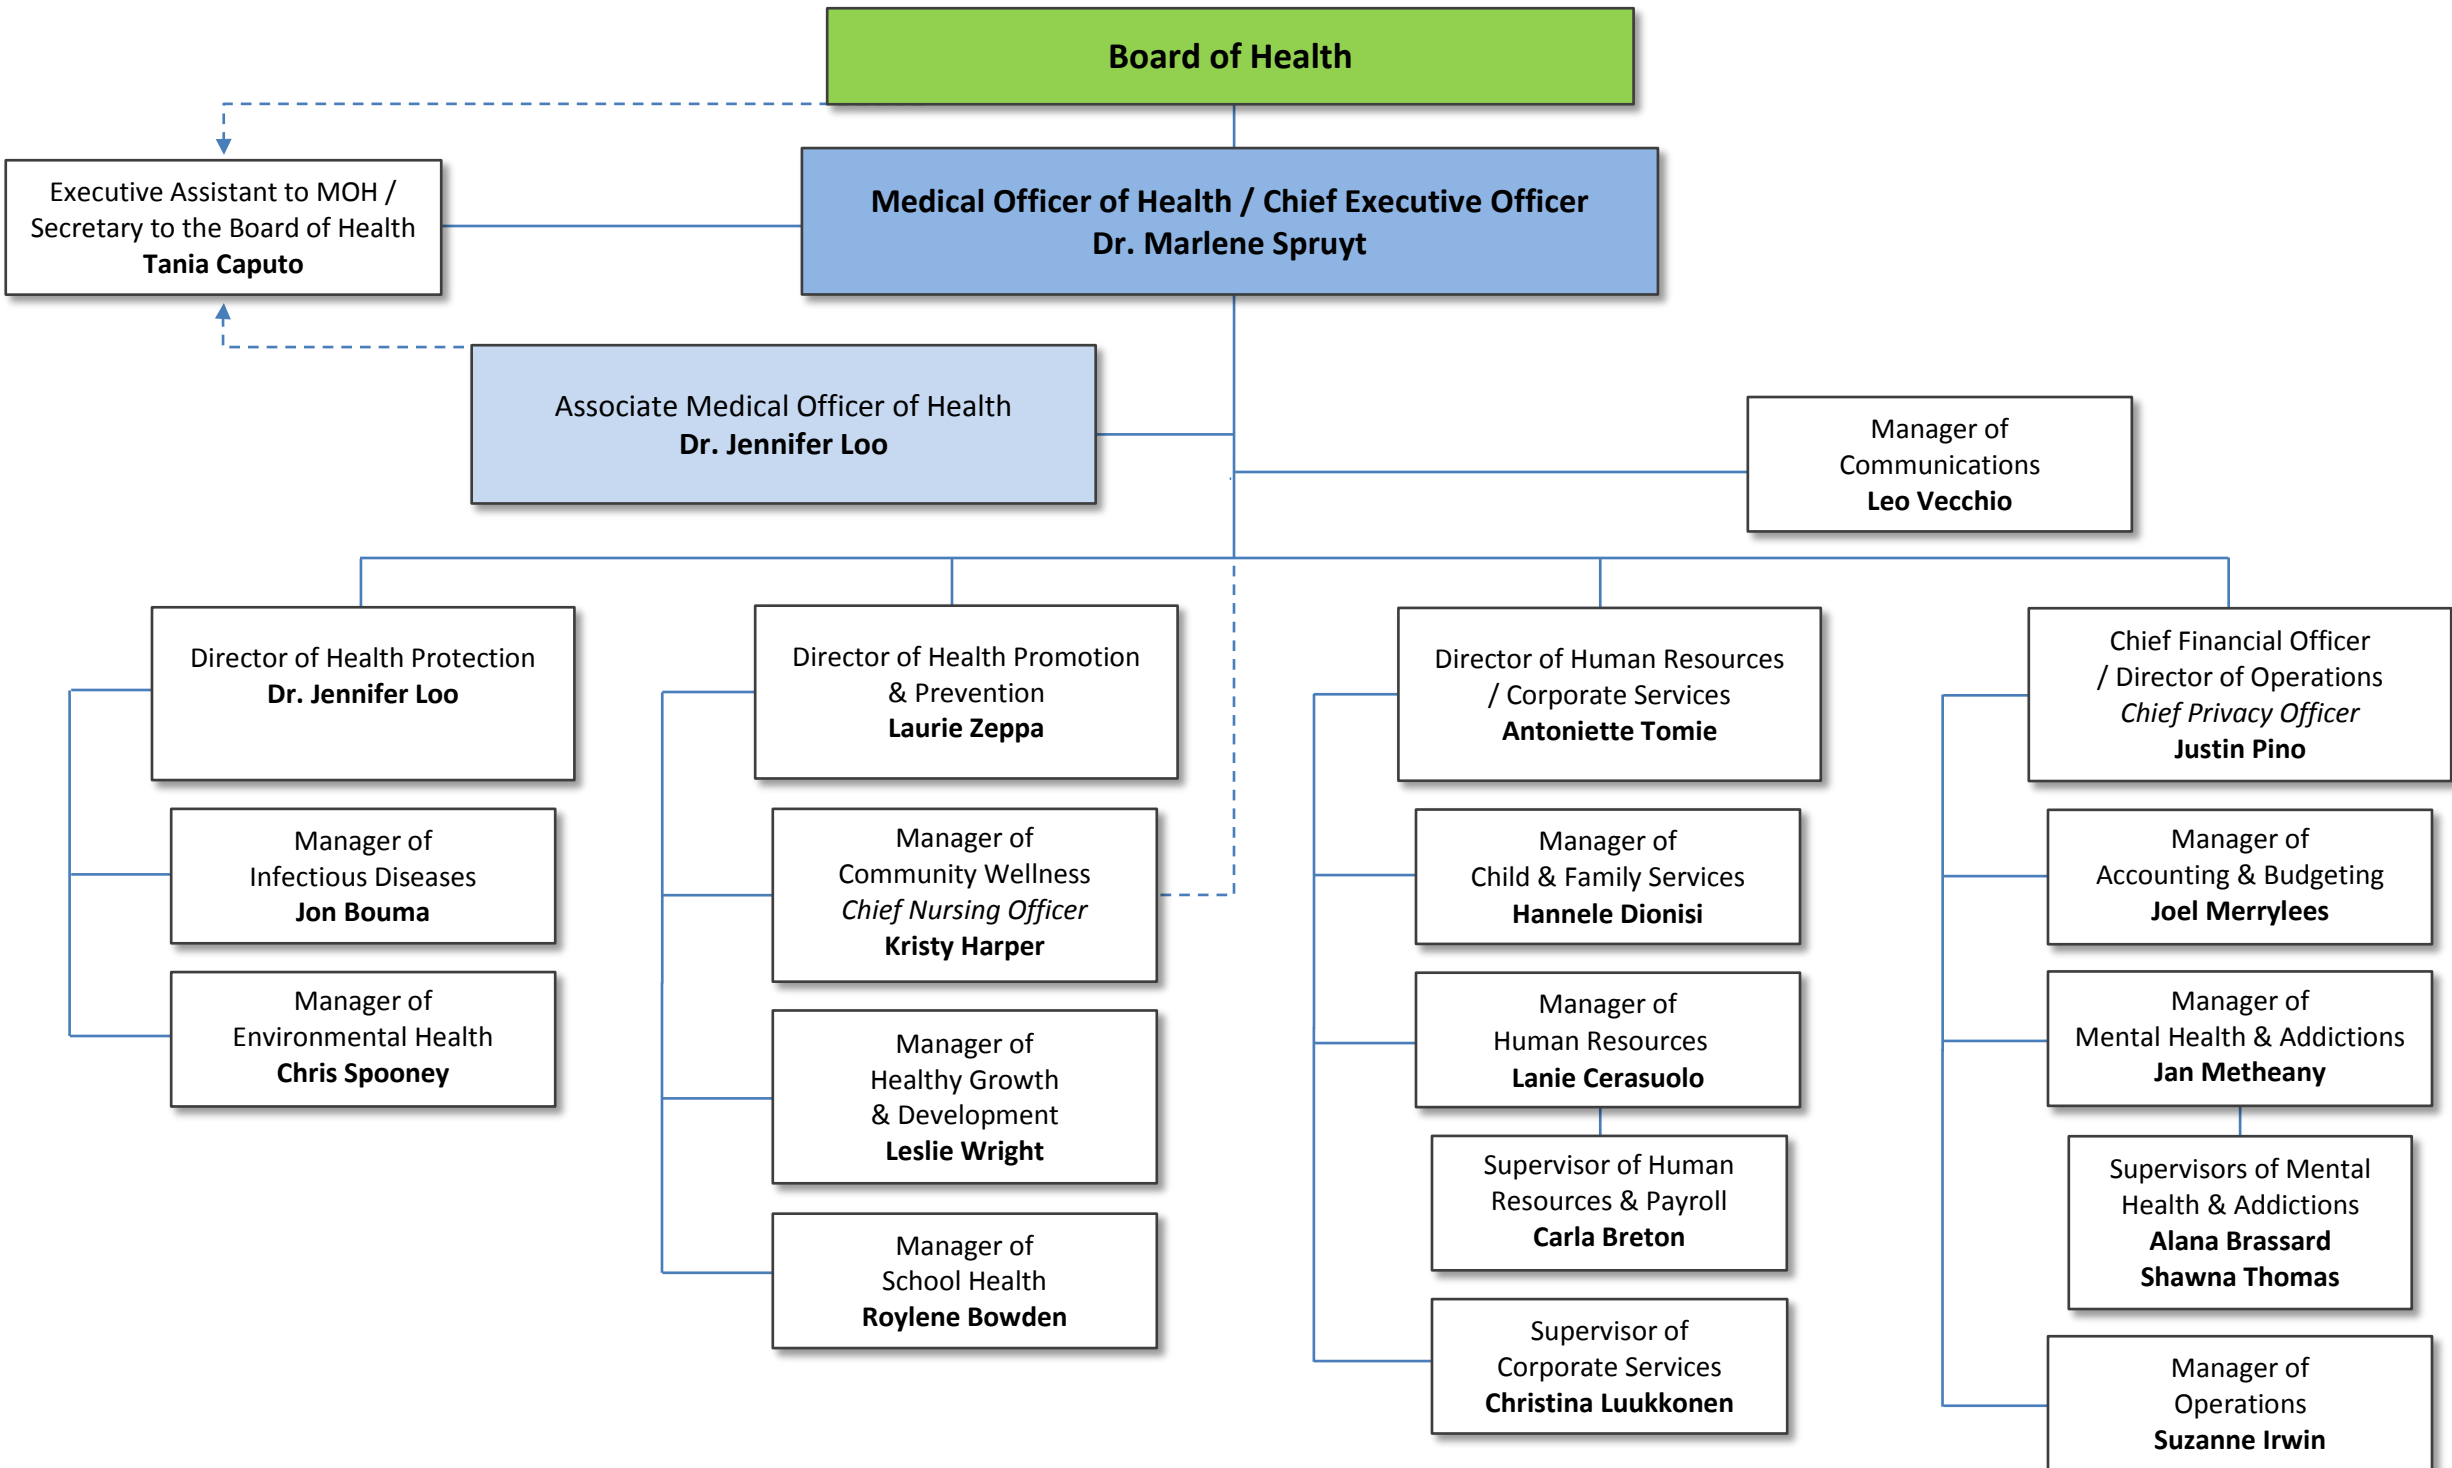 Board of Health
Executive Assistant to MOH /
Secretary to the Board of Health
Tania Caputo
Medical Officer of Health / Chief Executive Officer
Dr. Marlene Spruyt
Associate Medical Officer of Health
Dr. Jennifer Loo
Manager of
Communications
Leo Vecchio
Director of Health Protection
Dr. Jennifer Loo
Manager of
Infectious Diseases
Jon Bouma
Manager of
Environmental Health
Chris Spooney
Director of Health Promotion
& Prevention
Laurie Zeppa
Manager of
Community Wellness
Chief Nursing Officer
Kristy Harper
Manager of
Healthy Growth
& Development
Leslie Wright
Manager of
School Health
Roylene Bowden
Director of Human Resources
/ Corporate Services
Antoniette Tomie
Manager of
Child & Family Services
Hannele Dionisi
Manager of
Human Resources
Lanie Cerasuolo
Supervisor of Human
Resources & Payroll
Carla Breton
Supervisor of
Corporate Services
Christina Luukkonen
Chief Financial Officer
/ Director of Operations
Chief Privacy Officer
Justin Pino
Manager of
Accounting & Budgeting
Joel Merrylees
Manager of
Mental Health & Addictions
Jan Metheany
Supervisors of Mental
Health & Addictions
Alana Brassard
Shawna Thomas
Manager of
Operations
Suzanne Irwin